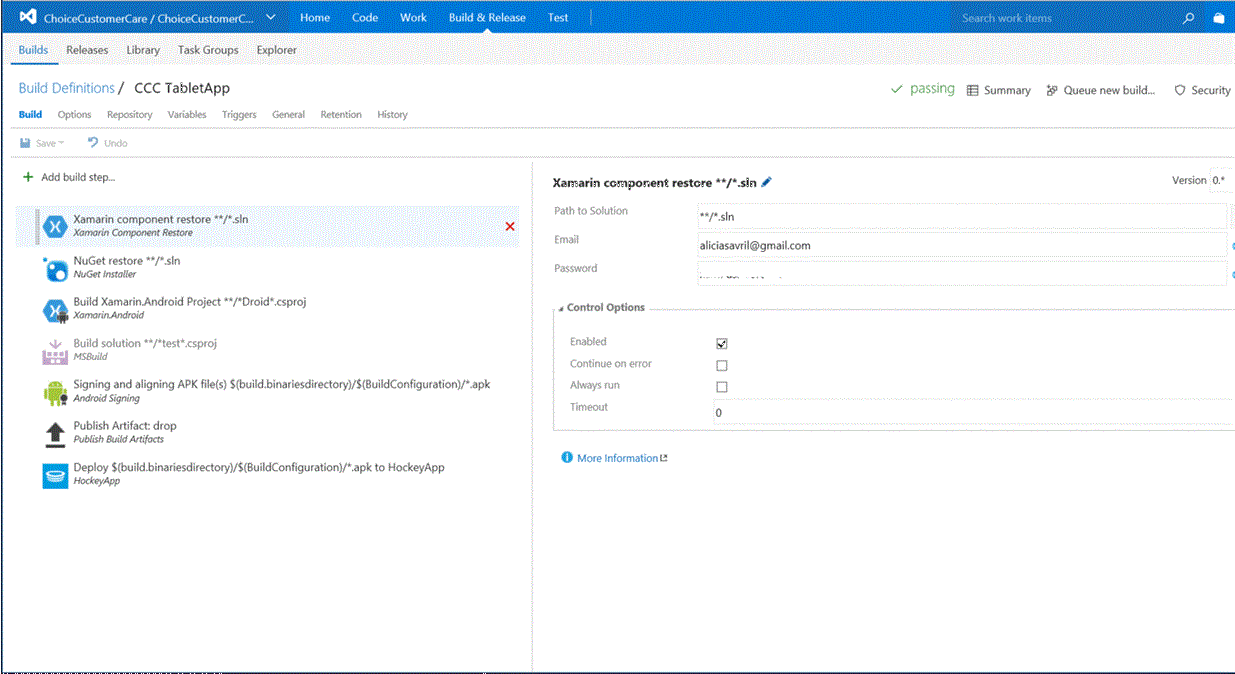 ChoiceCustomerCare / ChoiceCustomerC... Home Code Work Build & Release Test Search work items
Builds Releases Library Task Groups Explorer
Build Definitions / CCC TabletApp passing Summary Queue new build... Security
Build Options Repository Variables Triggers General Retention History
Save Undo
Add build step...
Xamarin component restore **/*.sln
Xamarin Component Restore
NuGet restore **/*.sln
NuGet Installer
Build Xamarin.Android Project **/*Droid*.csproj
Xamarin.Android
Build solution **/*test*.csproj
MSBuild
Signing and aligning APK file(s) $(build.binariesdirectory)/$(BuildConfiguration)/*.apk
Android Signing
Publish Artifact: drop
Publish Build Artifacts
Deploy $(build.binariesdirectory)/$(BuildConfiguration)/*.apk to HockeyApp
HockeyApp
Xamarin component restore **/*.sln Version 0.*
Path to Solution **/*.sln
Email aliciasavril@gmail.com
Password
Control Options
Enabled
Continue on error
Always run
Timeout 0
More Information